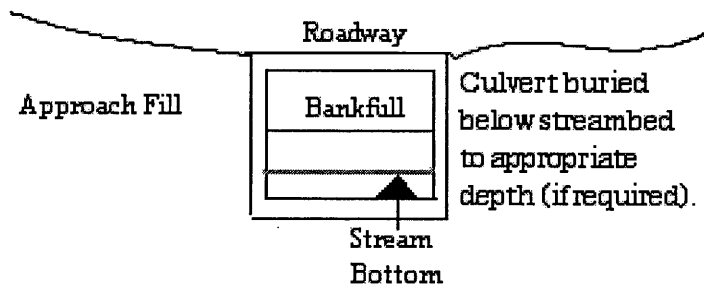 Roadway
Approach Fill
Bankfull
Culvert buried
below streambed
to appropriate
depth (if required).
Stream
Bottom